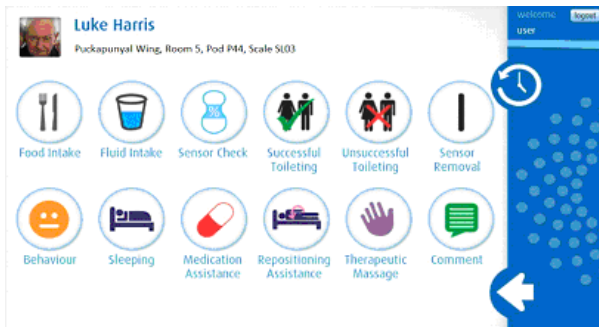 Luke Harris
Puckapunyal Wing, Room 5, Pod P44, Scale SL03
welcome logout
user
Food Intake Fluid Intake Sensor Check Successful Toileting Unsuccessful Toileting Sensor Removal
%
Behaviour Sleeping Medication Assistance Repositioning Assistance Therapeutic Massage Comment